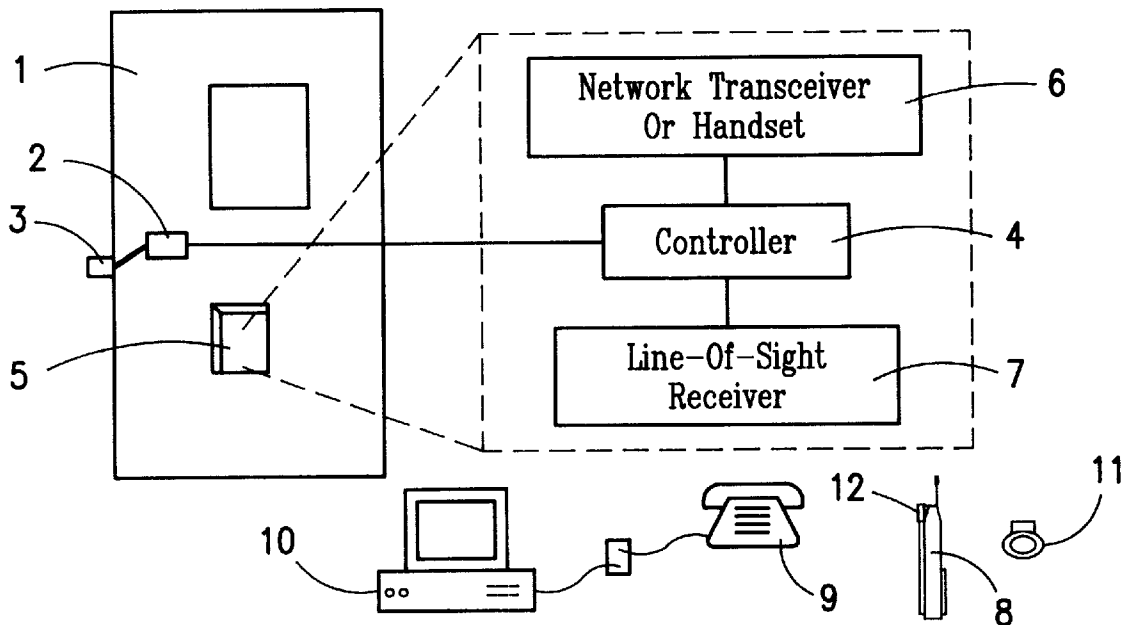 1
2
3
5
Network Transceiver
Or Handset
6
Controller
4
Line-Of-Sight
Receiver
7
10
9
12
8
11